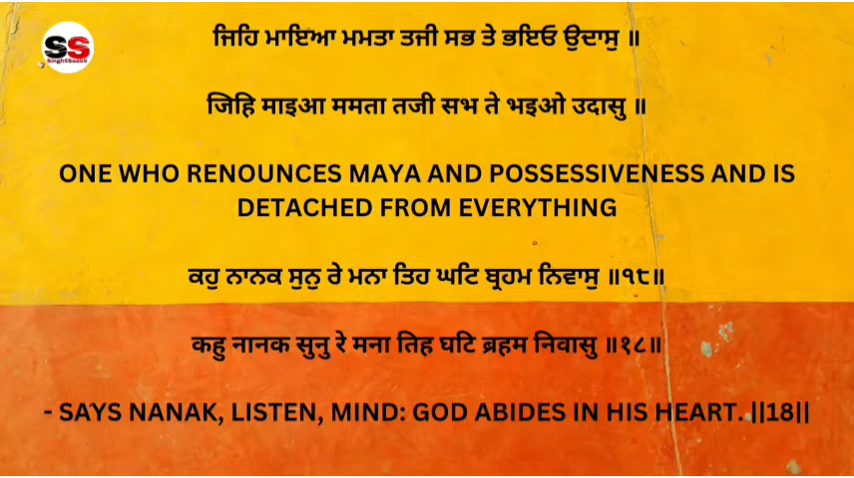 SS
Singhsbaabs
ਜਿਹਿ ਮਾਇਆ ਮਮਤਾ ਤਜੀ ਸਭ ਤੇ ਭਇਓ ਉਦਾਸੁ ॥
जिहि माइआ ममता तजी सभ ते भइओ उदासु ॥
ONE WHO RENOUNCES MAYA AND POSSESSIVENESS AND IS
DETACHED FROM EVERYTHING
ਕਹੁ ਨਾਨਕ ਸੁਨੁ ਰੇ ਮਨਾ ਤਿਹ ਘਟਿ ਬ੍ਰਹਮ ਨਿਵਾਸੁ ॥੧੮॥
कहु नानक सुनु रे मना तिह घटि ब्रहम निवासु ॥१८॥
- SAYS NANAK, LISTEN, MIND: GOD ABIDES IN HIS HEART. ||18||